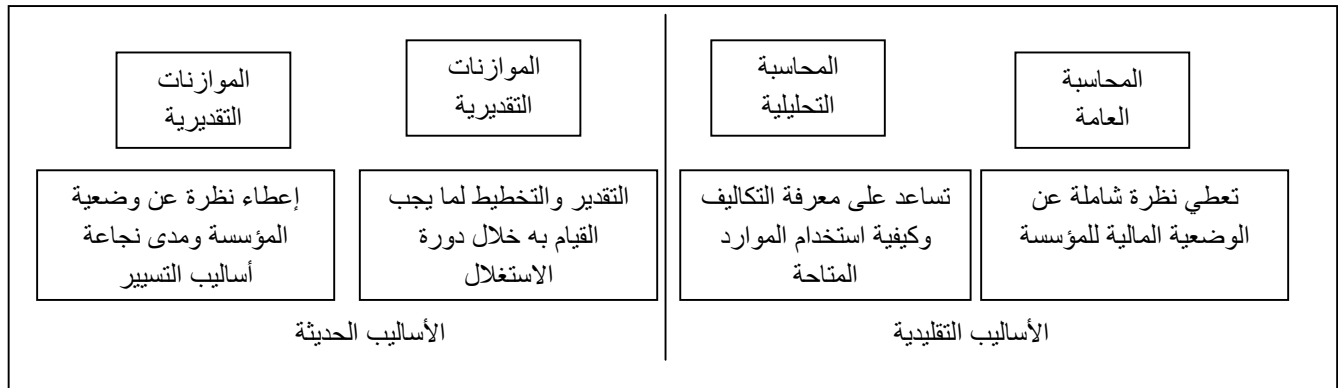 المحاسبة
العامة
المحاسبة
التحليلية
الموازنات
التقديرية
الموازنات
التقديرية
تعطي نظرة شاملة عن
الوضعية المالية للمؤسسة
تساعد على معرفة التكاليف
وكيفية استخدام الموارد
المتاحة
التقدير والتخطيط لما يجب
القيام به خلال دورة
الاستغلال
إعطاء نظرة عن وضعية
المؤسسة ومدى نجاعة
أساليب التسيير
الأساليب التقليدية
الأساليب الحديثة